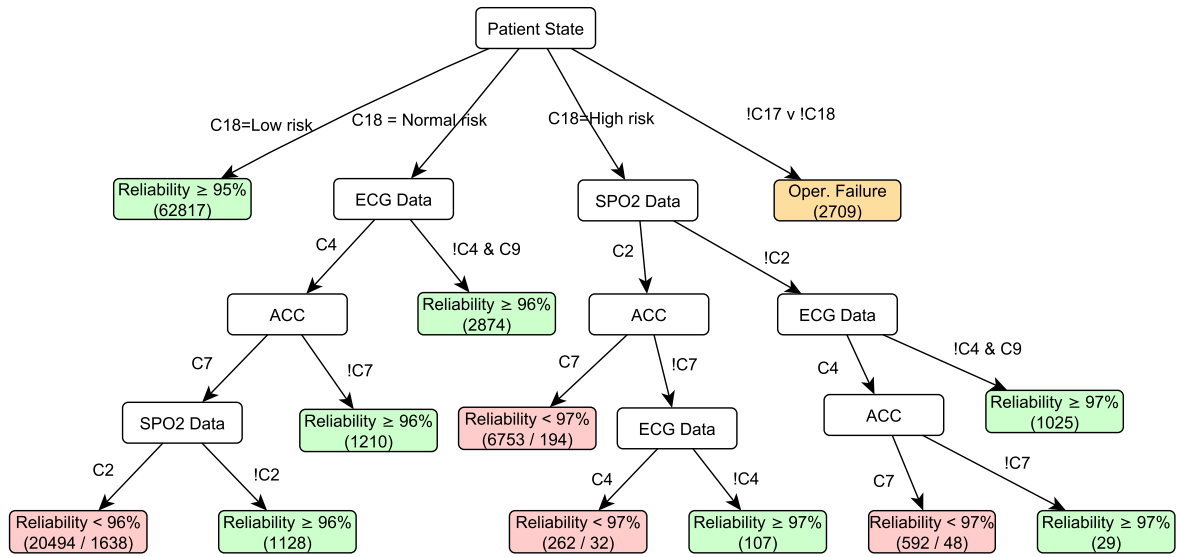 Patient State
C18=Low risk
C18 = Normal risk
C18=High risk
!C17 v !C18
Reliability ≥ 95%
(62817)
ECG Data
SPO2 Data
Oper. Failure
(2709)
C4
!C4 & C9
C2
!C2
ACC
Reliability ≥ 96%
(2874)
ACC
ECG Data
C7
!C7
C7
!C7
C4
!C4 & C9
SPO2 Data
Reliability ≥ 96%
(1210)
Reliability < 97%
(6753 / 194)
ECG Data
ACC
Reliability ≥ 97%
(1025)
C2
!C2
C4
!C4
C7
!C7
Reliability < 96%
(20494 / 1638)
Reliability ≥ 96%
(1128)
Reliability < 97%
(262 / 32)
Reliability ≥ 97%
(107)
Reliability < 97%
(592 / 48)
Reliability ≥ 97%
(29)